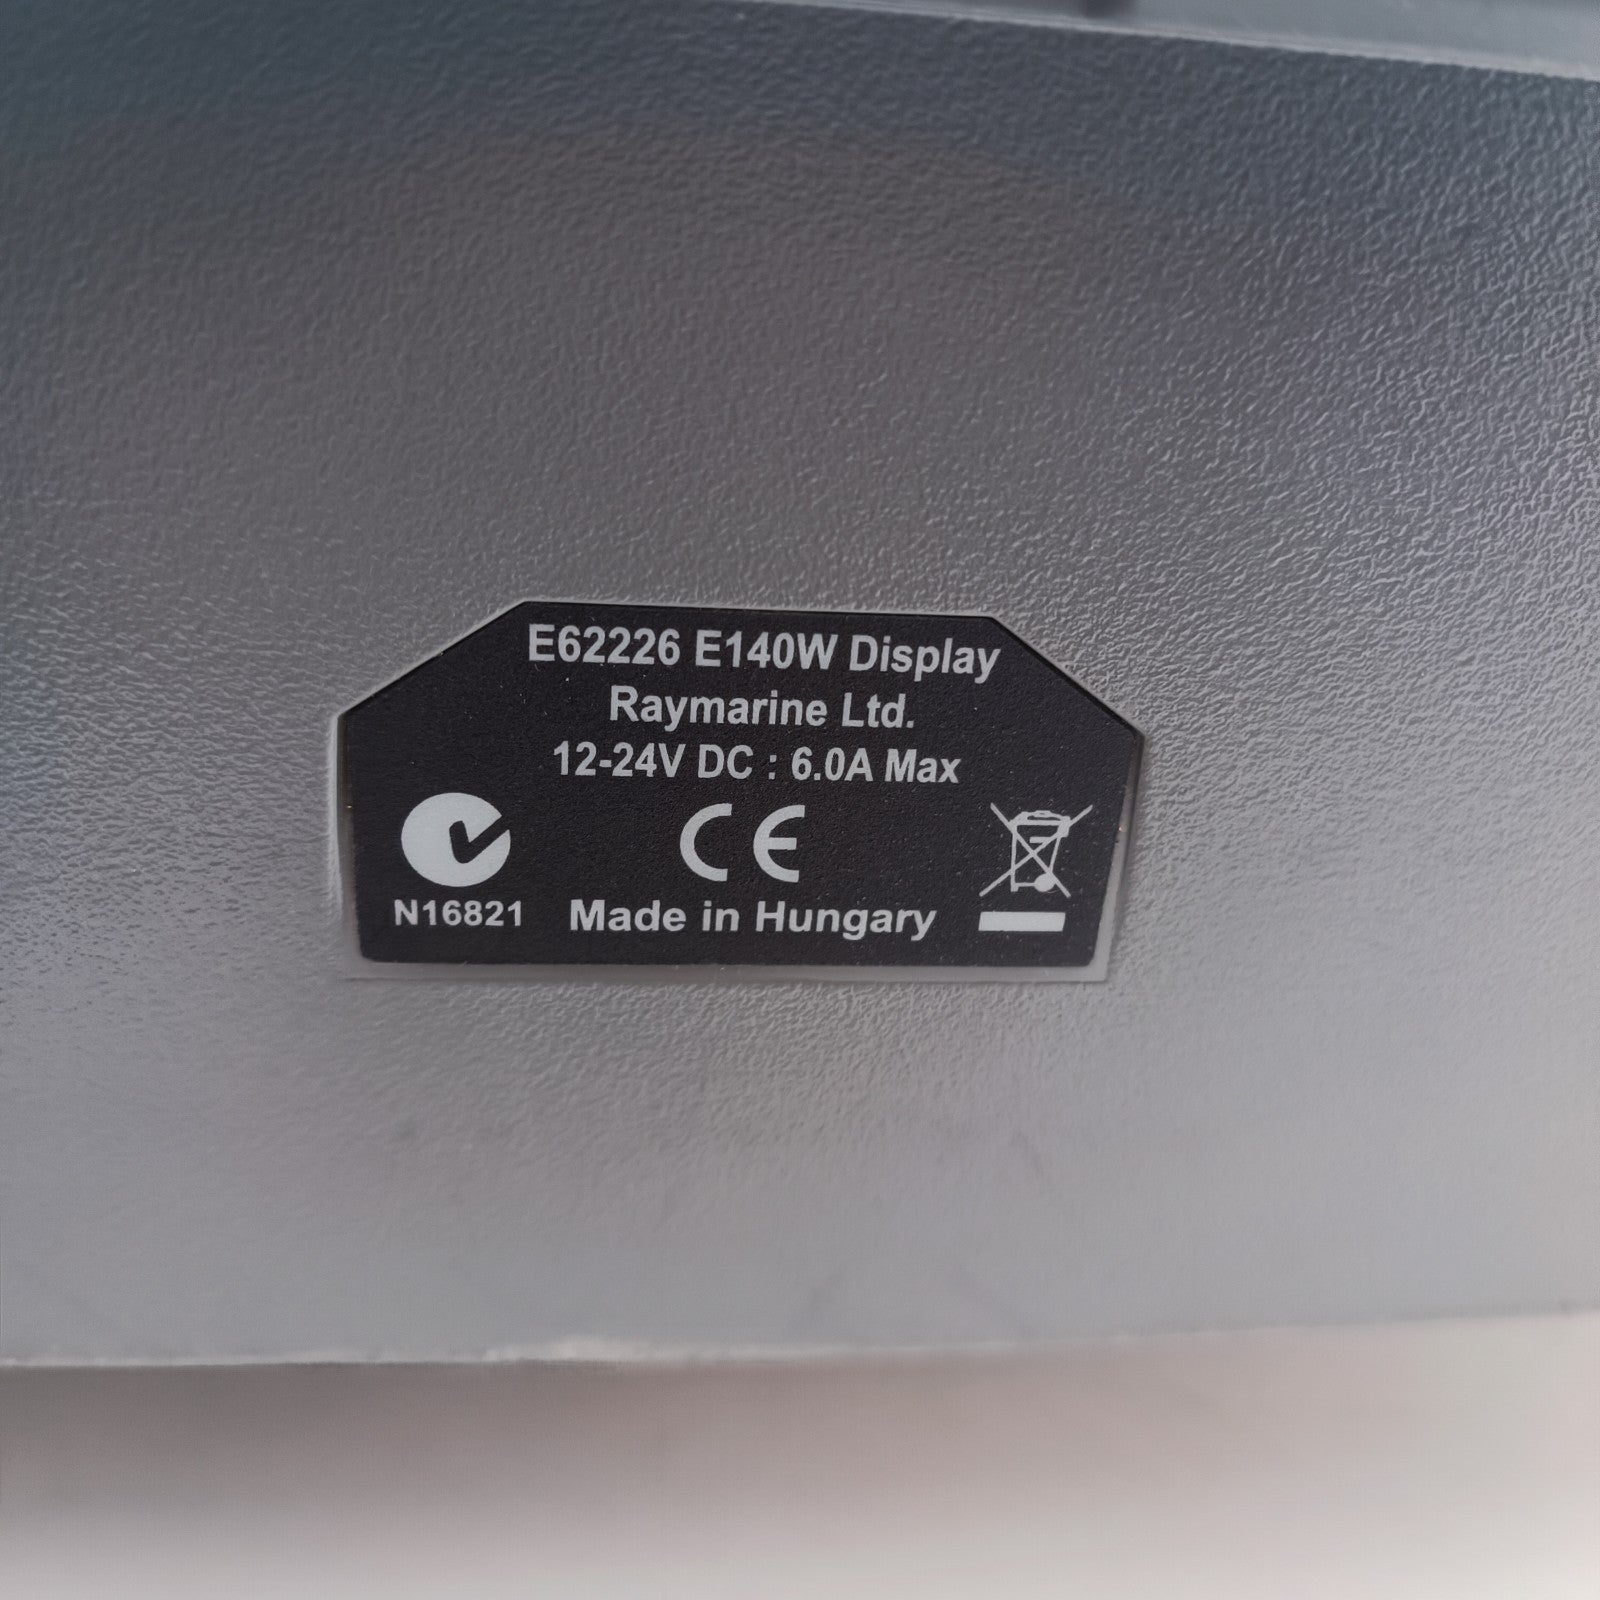 E62226 E140W Display
Raymarine Ltd.
12-24V DC : 6.0A Max
CE
N16821 Made in Hungary